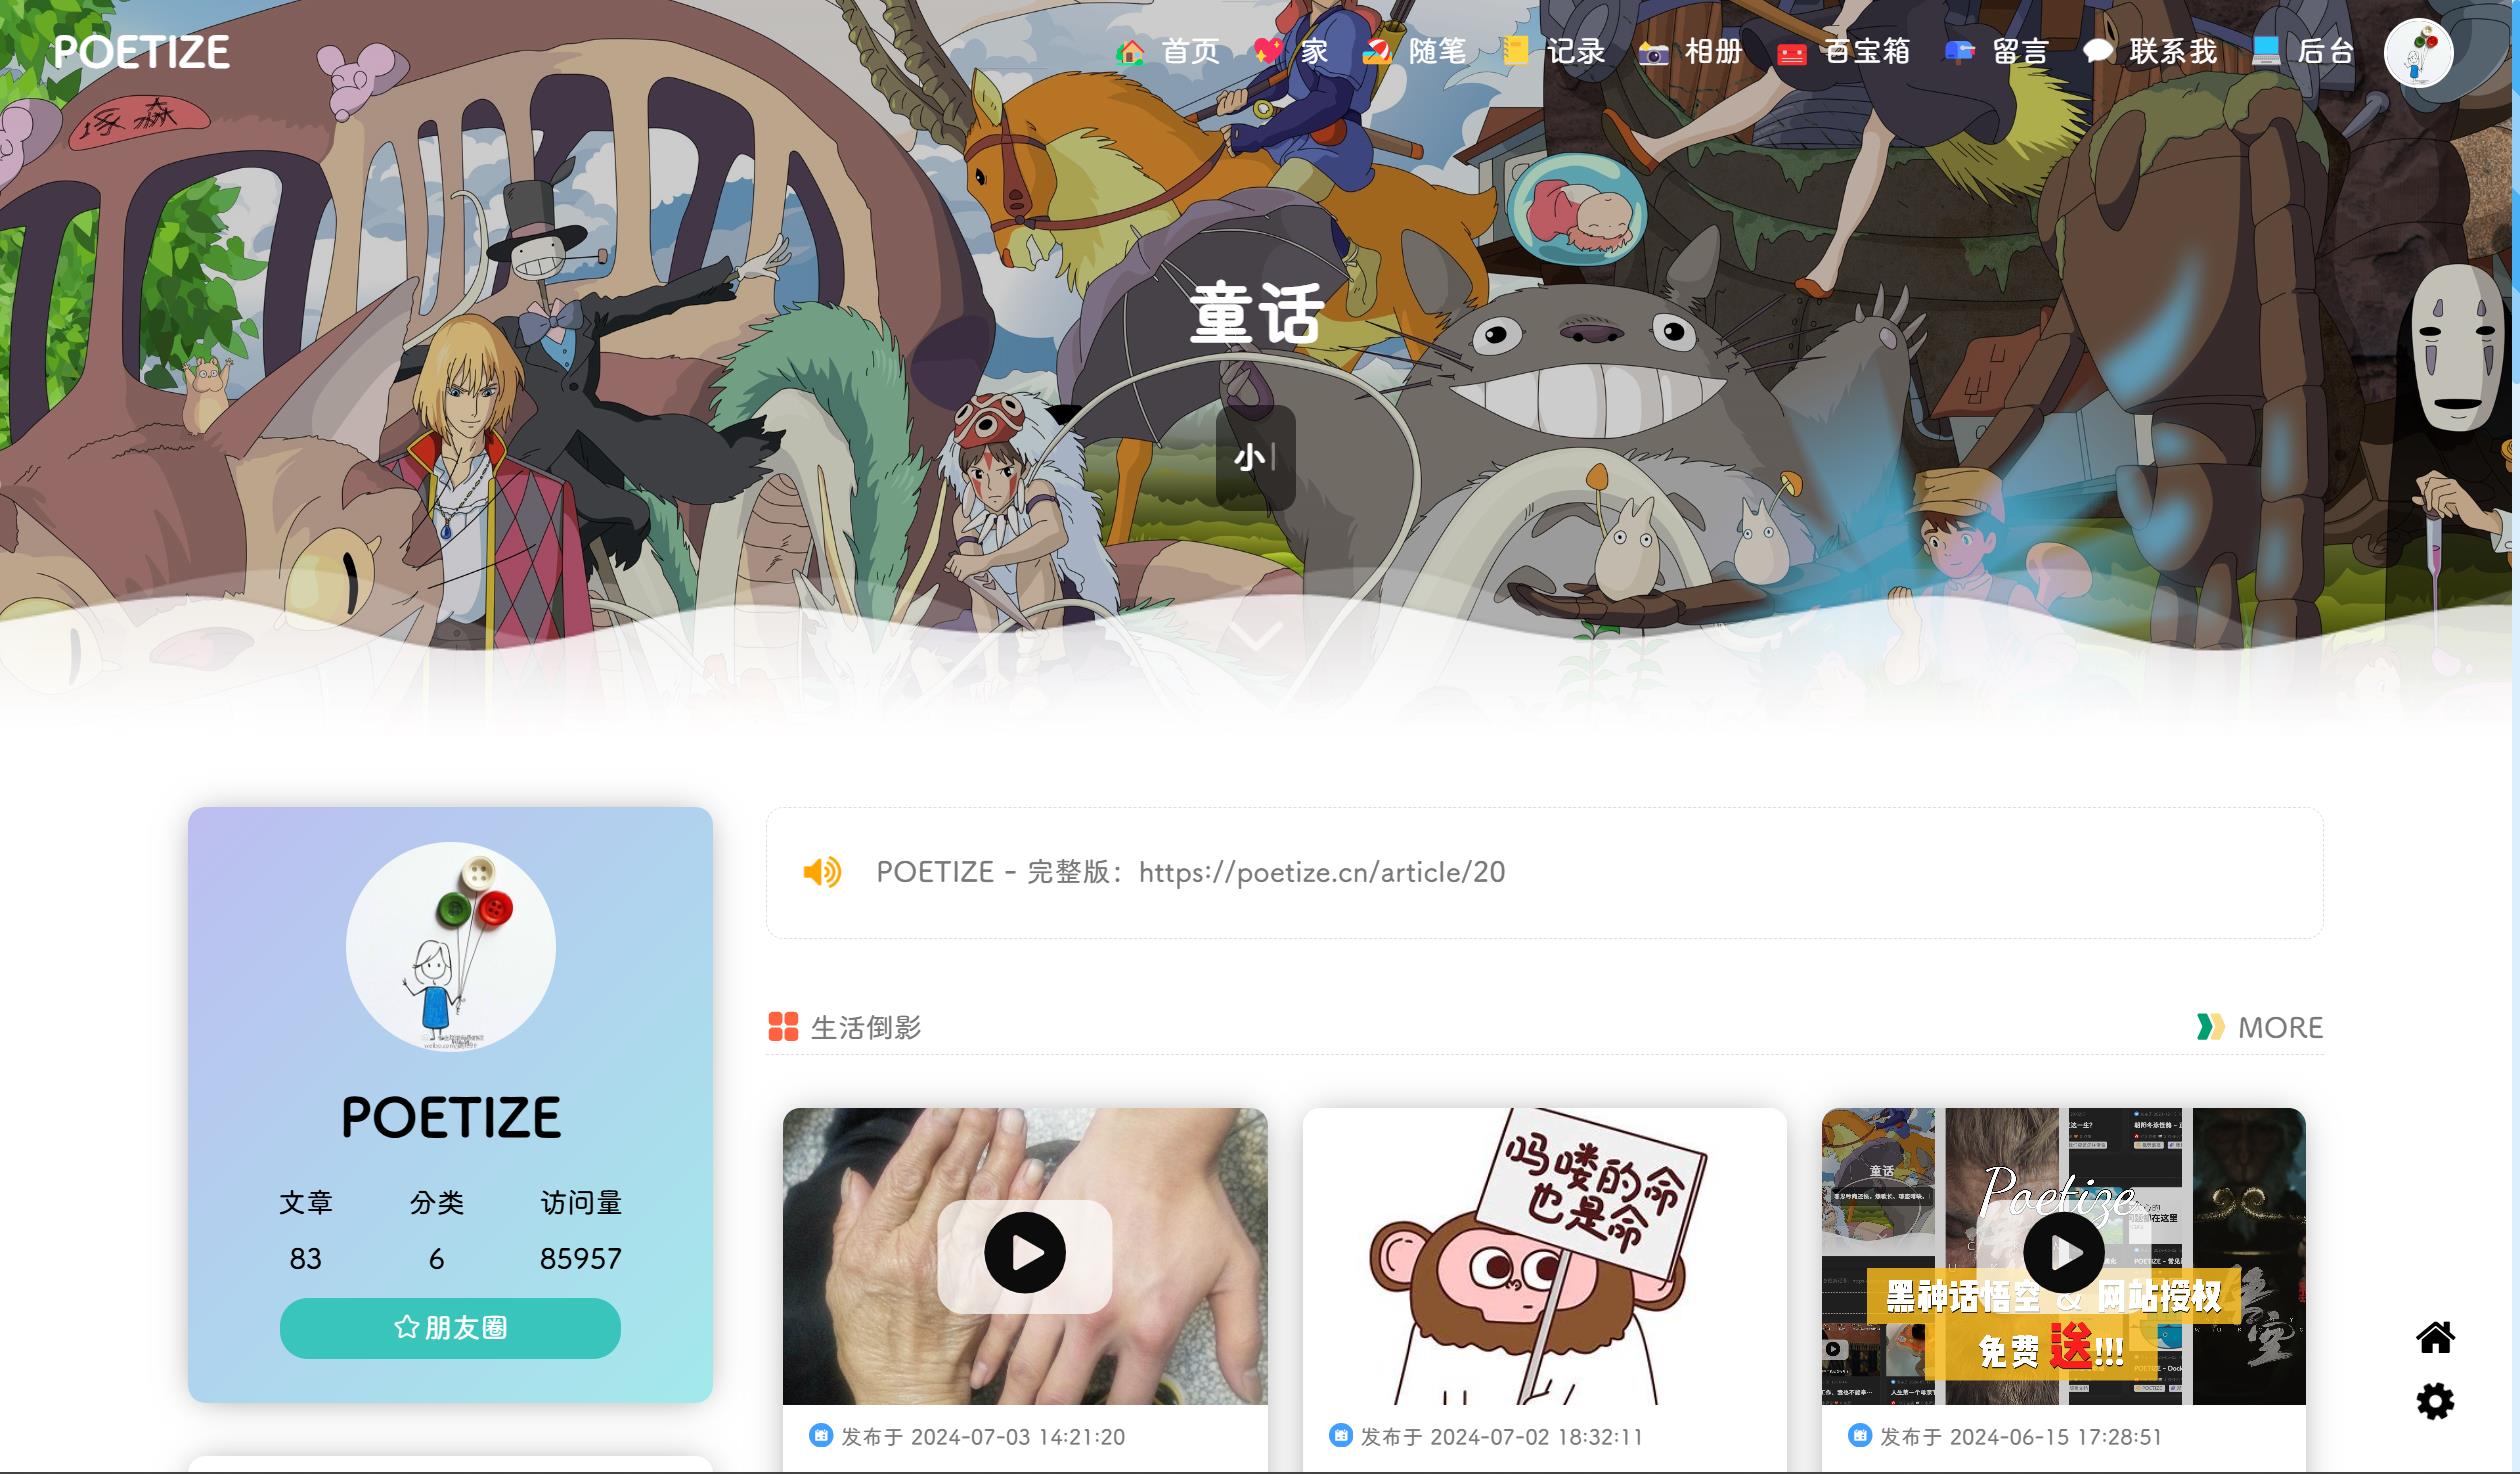 POETIZE
首页 家 随笔 记录 相册 百宝箱 留言 联系我 后台
童话
小
POETIZE
文章 分类 访问量
83 6 85957
朋友圈
POETIZE - 完整版：https://poetize.cn/article/20
生活倒影
MORE
吗喽的命
也是命
童话
Poetize
黑神话悟空 & 网站授权
免费 送!!!
发布于 2024-07-03 14:21:20
发布于 2024-07-02 18:32:11
发布于 2024-06-15 17:28:51